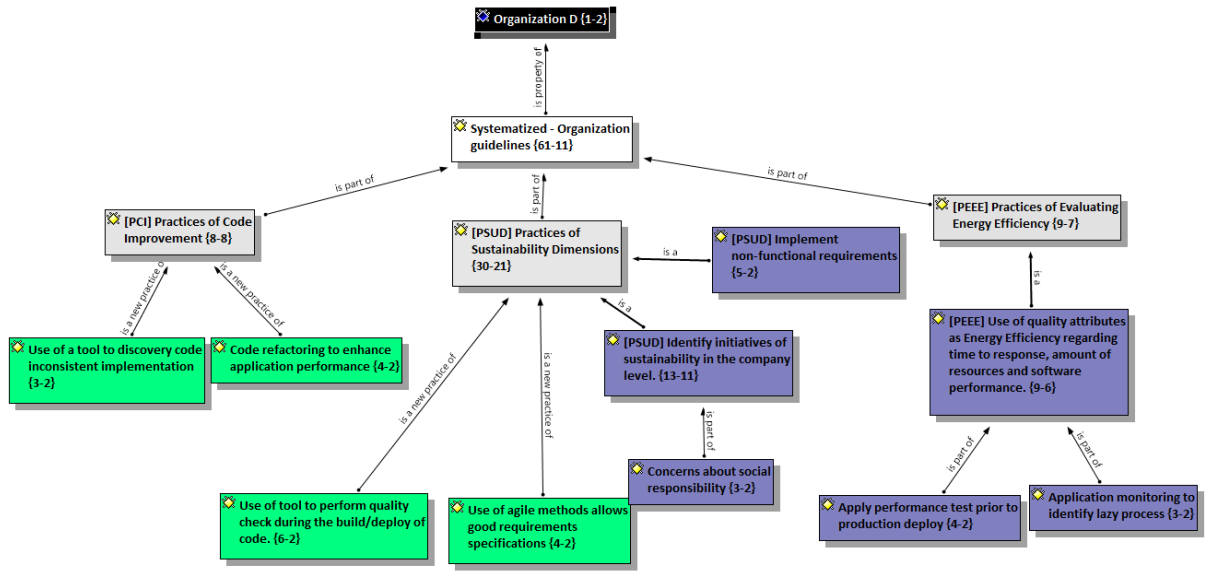 Organization D {1-2}
is property of
Systematized - Organization
guidelines {61-11}
is part of
is part of
is part of
[PCI] Practices of Code
Improvement {8-8}
[PSUD] Practices of
Sustainability Dimensions
{30-21}
is a
[PSUD] Implement
non-functional requirements
{5-2}
[PEEE] Practices of Evaluating
Energy Efficiency {9-7}
is a new practice of
is a new practice of
is a
is a
Use of a tool to discovery code
inconsistent implementation
{3-2}
Code refactoring to enhance
application performance {4-2}
is a new practice of
is a new practice of
[PSUD] Identify initiatives of
sustainability in the company
level. {13-11}
[PEEE] Use of quality attributes
as Energy Efficiency regarding
time to response, amount of
resources and software
performance. {9-6}
is part of
is part of
is part of
Use of tool to perform quality
check during the build/deploy of
code. {6-2}
Use of agile methods allows
good requirements
specifications {4-2}
Concerns about social
responsibility {3-2}
Apply performance test prior to
production deploy {4-2}
Application monitoring to
identify lazy process {3-2}